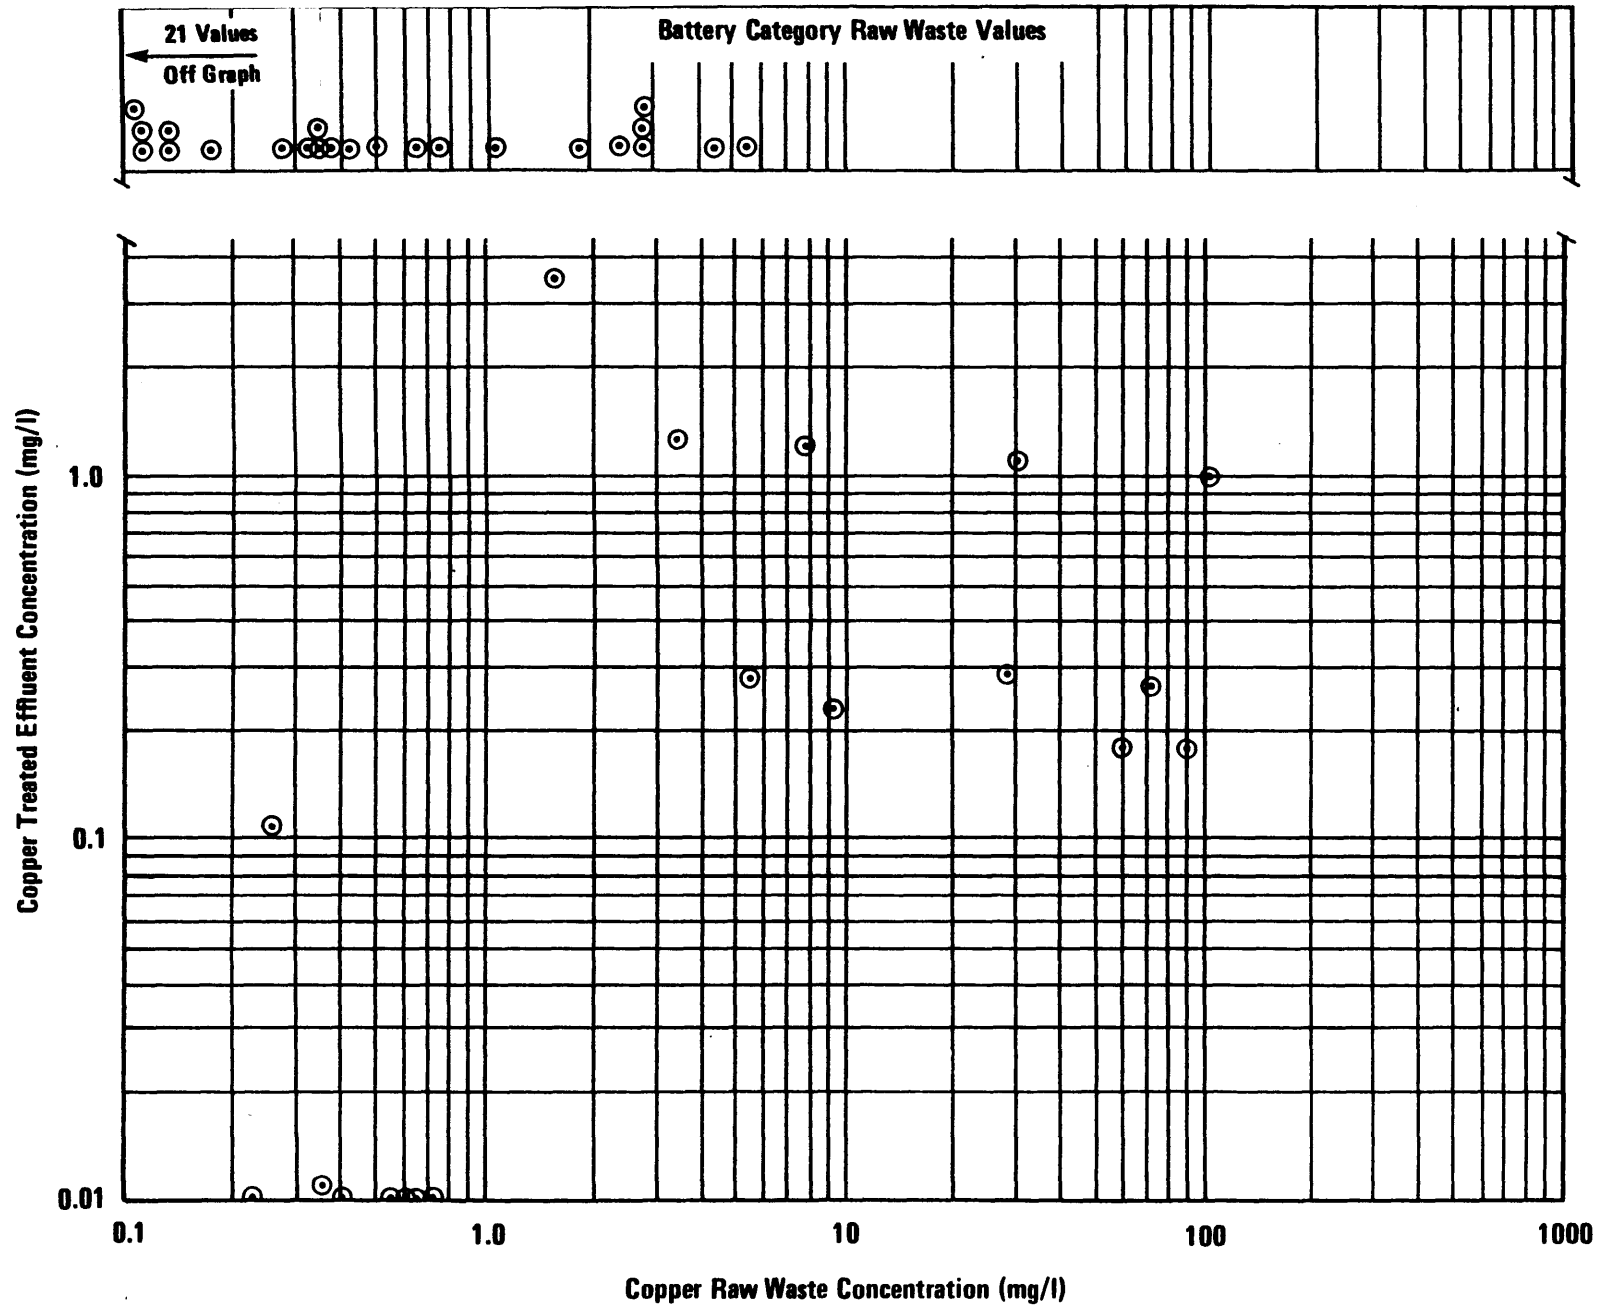 21 Values
Off Graph
Battery Category Raw Waste Values
Copper Treated Effluent Concentration (mg/l)
1.0
0.1
0.01
0.1 1.0 10 100 1000
Copper Raw Waste Concentration (mg/l)